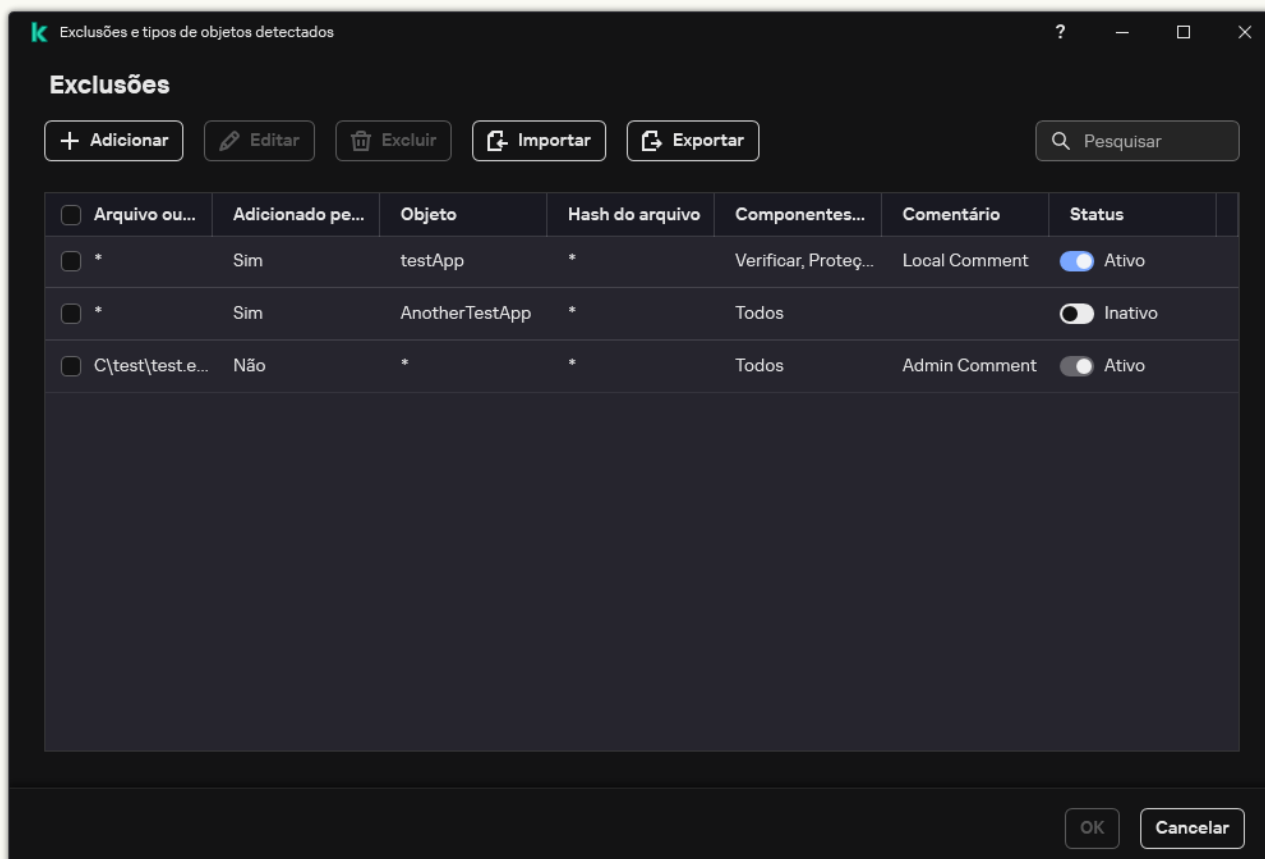 Exclusões e tipos de objetos detectados ?
Exclusões
Adicionar Editar Excluir Importar Exportar Pesquisar
Arquivo ou... Adicionado pe... Objeto Hash do arquivo Componentes... Comentário Status
* Sim testApp * Verificar, Proteç... Local Comment Ativo
* Sim AnotherTestApp * Todos Inativo
C\test\test.e... Não * * Todos Admin Comment Ativo
OK Cancelar